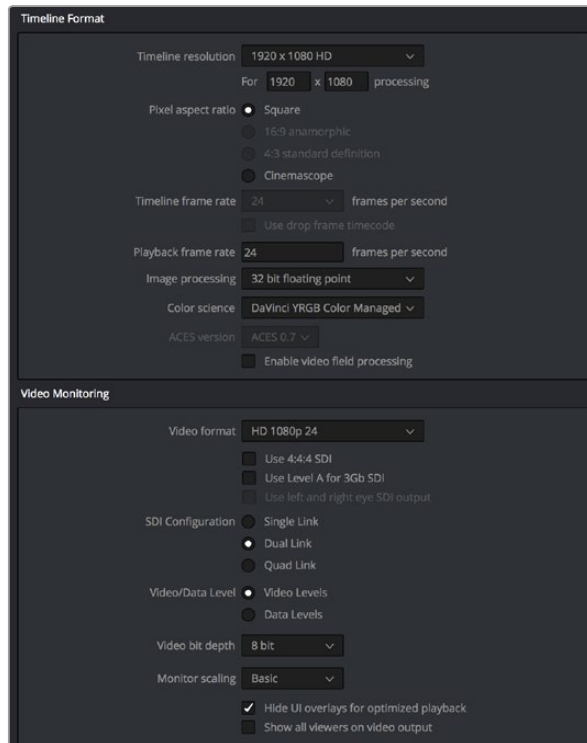 Timeline Format
Timeline resolution 1920 x 1080 HD
For 1920 x 1080 processing
Pixel aspect ratio Square
16:9 anamorphic
4:3 standard definition
Cinemascope
Timeline frame rate 24 frames per second
Use drop frame timecode
Playback frame rate 24 frames per second
Image processing 32 bit floating point
Color science DaVinci YRGB Color Managed
ACES version ACES 0.7
Enable video field processing
Video Monitoring
Video format HD 1080p 24
Use 4:4:4 SDI
Use Level A for 3Gb SDI
Use left and right eye SDI output
SDI Configuration Single Link
Dual Link
Quad Link
Video/Data Level Video Levels
Data Levels
Video bit depth 8 bit
Monitor scaling Basic
Hide UI overlays for optimized playback
Show all viewers on video output